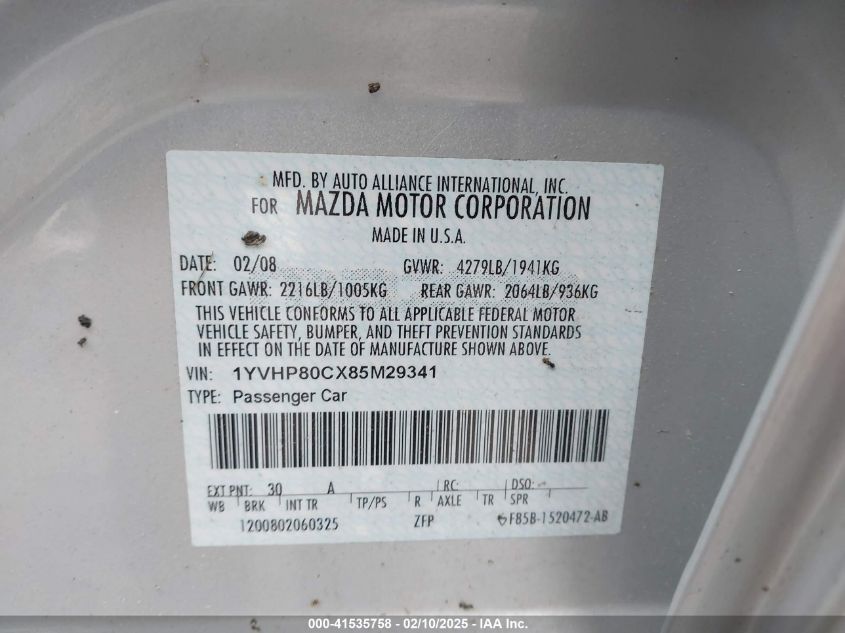 MFD. BY AUTO ALLIANCE INTERNATIONAL, INC.
FOR MAZDA MOTOR CORPORATION
MADE IN U.S.A.
DATE: 02/08 GVWR: 4279LB/1941KG
FRONT GAWR: 2216LB/1005KG REAR GAWR: 2064LB/936KG
THIS VEHICLE CONFORMS TO ALL APPLICABLE FEDERAL MOTOR
VEHICLE SAFETY, BUMPER, AND THEFT PREVENTION STANDARDS
IN EFFECT ON THE DATE OF MANUFACTURE SHOWN ABOVE.
VIN: 1YVHP80CX85M29341
TYPE: Passenger Car
EXT PNT: 30 A RC: DSO:
WB BRK INT TR TP/PS R AXLE TR SPR
1200802060325 ZFP F85B-1520472-AB
000-41535758 - 02/10/2025 - IAA Inc.